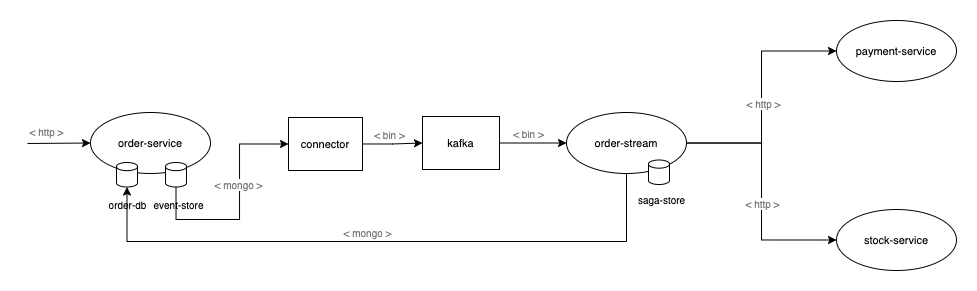 payment-service
< http >
< http >
order-service
connector
< bin >
kafka
< bin >
order-stream
< mongo >
order-db
event-store
saga-store
< http >
< mongo >
stock-service